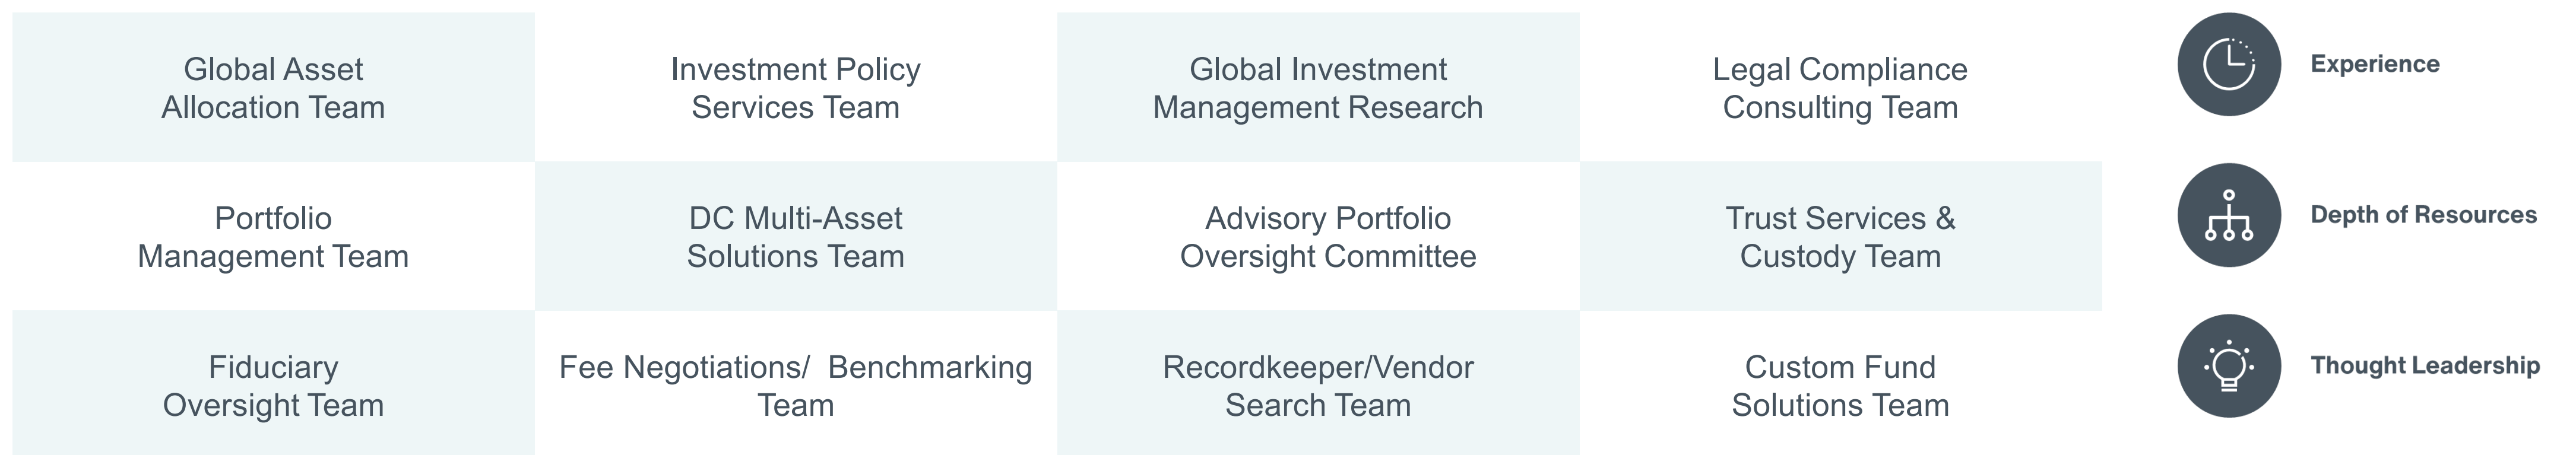 Global Asset
Allocation Team
Investment Policy
Services Team
Global Investment
Management Research
Legal Compliance
Consulting Team
Experience
Portfolio
Management Team
DC Multi-Asset
Solutions Team
Advisory Portfolio
Oversight Committee
Trust Services &
Custody Team
Depth of Resources
Fiduciary
Oversight Team
Fee Negotiations/  Benchmarking
Team
Recordkeeper/Vendor
Search Team
Custom Fund
Solutions Team
Thought Leadership